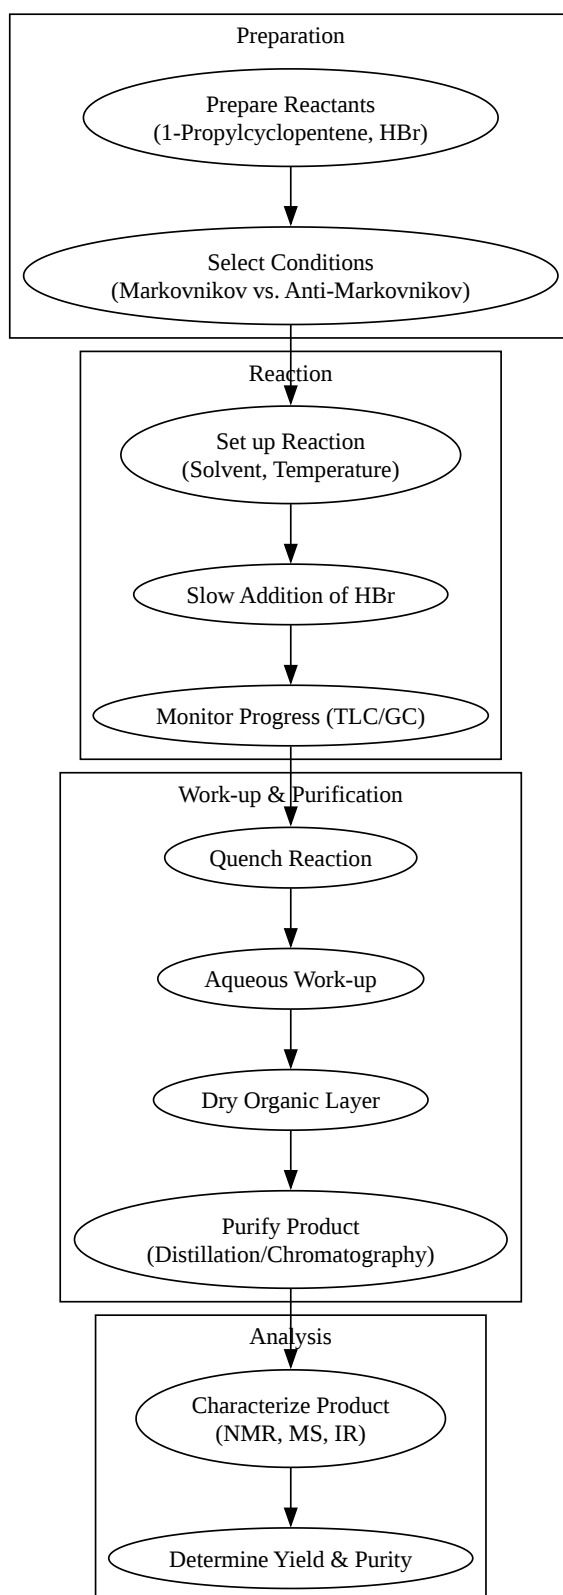 Preparation
Prepare Reactants
(1-Propylcyclopentene, HBr)
Select Conditions
(Markovnikov vs. Anti-Markovnikov)
Reaction
Set up Reaction
(Solvent, Temperature)
Slow Addition of HBr
Monitor Progress (TLC/GC)
Work-up & Purification
Quench Reaction
Aqueous Work-up
Dry Organic Layer
Purify Product
(Distillation/Chromatography)
Analysis
Characterize Product
(NMR, MS, IR)
Determine Yield & Purity